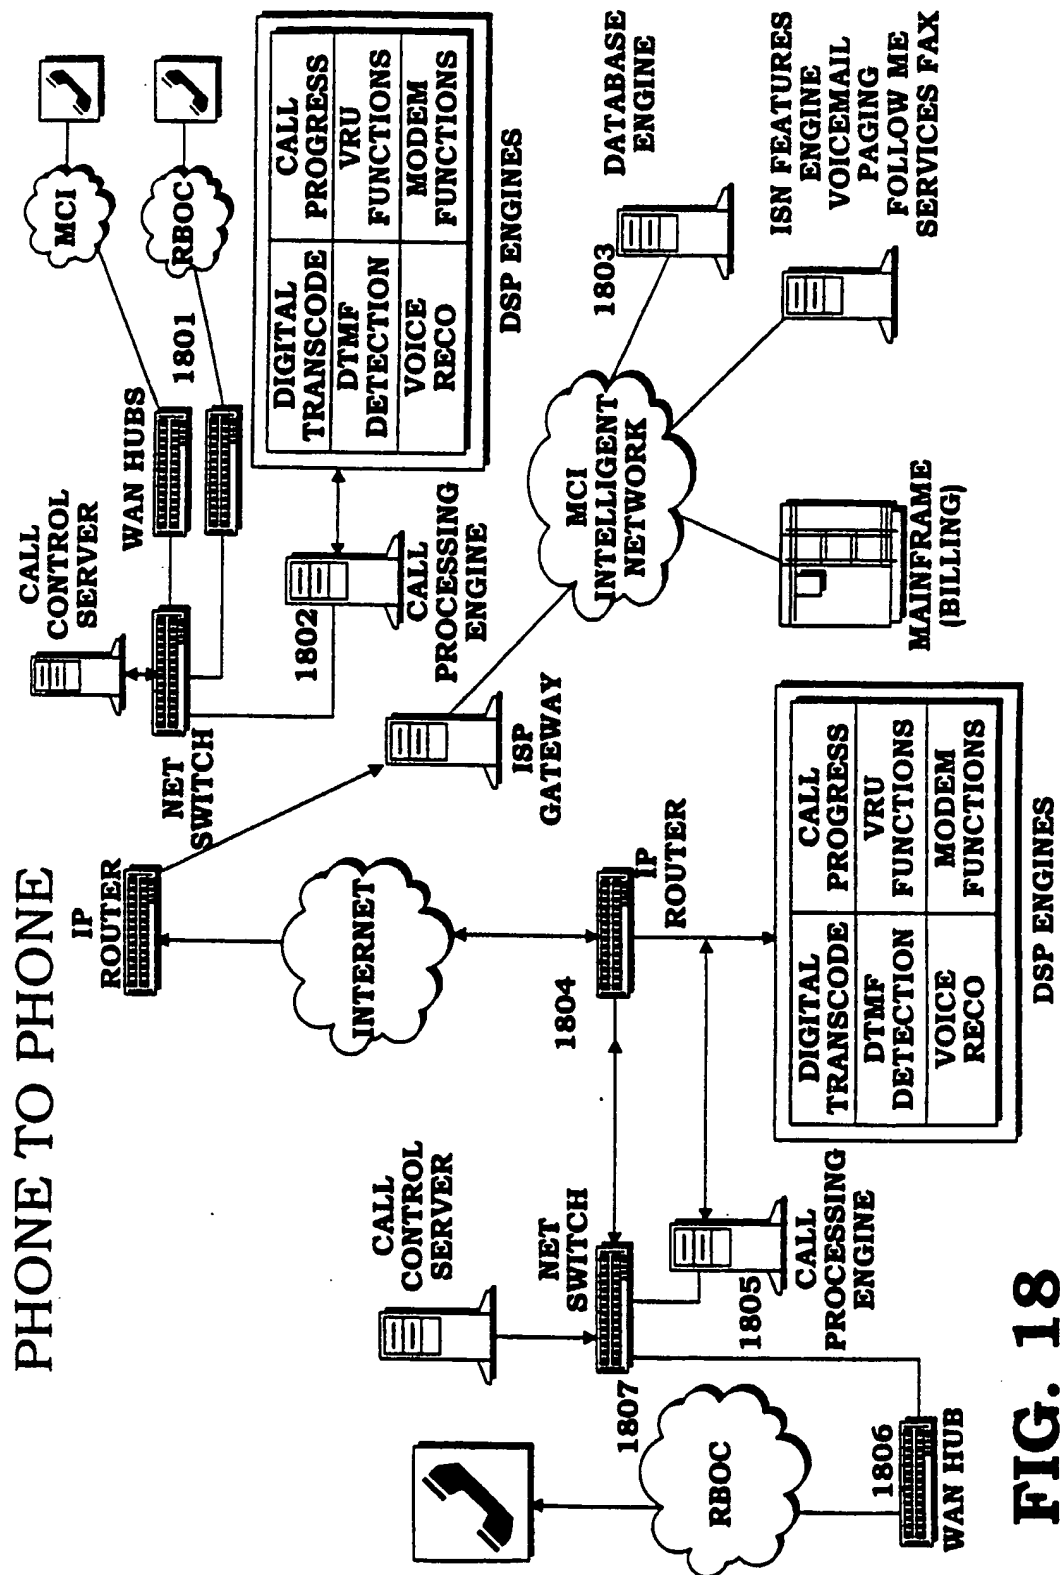 PHONE TO PHONE
CALL
CONTROL
SERVER
WAN HUBS
MCI
RBOC
1801
NET
SWITCH
1802
CALL
PROCESSING
ENGINE
DIGITAL
TRANSCODE
CALL
PROGRESS
DTMF
DETECTION
VRU
FUNCTIONS
VOICE
RECO
MODEM
FUNCTIONS
DSP ENGINES
IP
ROUTER
INTERNET
ISP
GATEWAY
MCI
INTELLIGENT
NETWORK
1803
DATABASE
ENGINE
ISN FEATURES
ENGINE
VOICEMAIL
PAGING
FOLLOW ME
SERVICES FAX
MAINFRAME
(BILLING)
1804
IP
ROUTER
CALL
CONTROL
SERVER
NET
SWITCH
1807
1805
CALL
PROCESSING
ENGINE
DIGITAL
TRANSCODE
CALL
PROGRESS
DTMF
DETECTION
VRU
FUNCTIONS
VOICE
RECO
MODEM
FUNCTIONS
DSP ENGINES
RBOC
1806
WAN HUB
FIG. 18